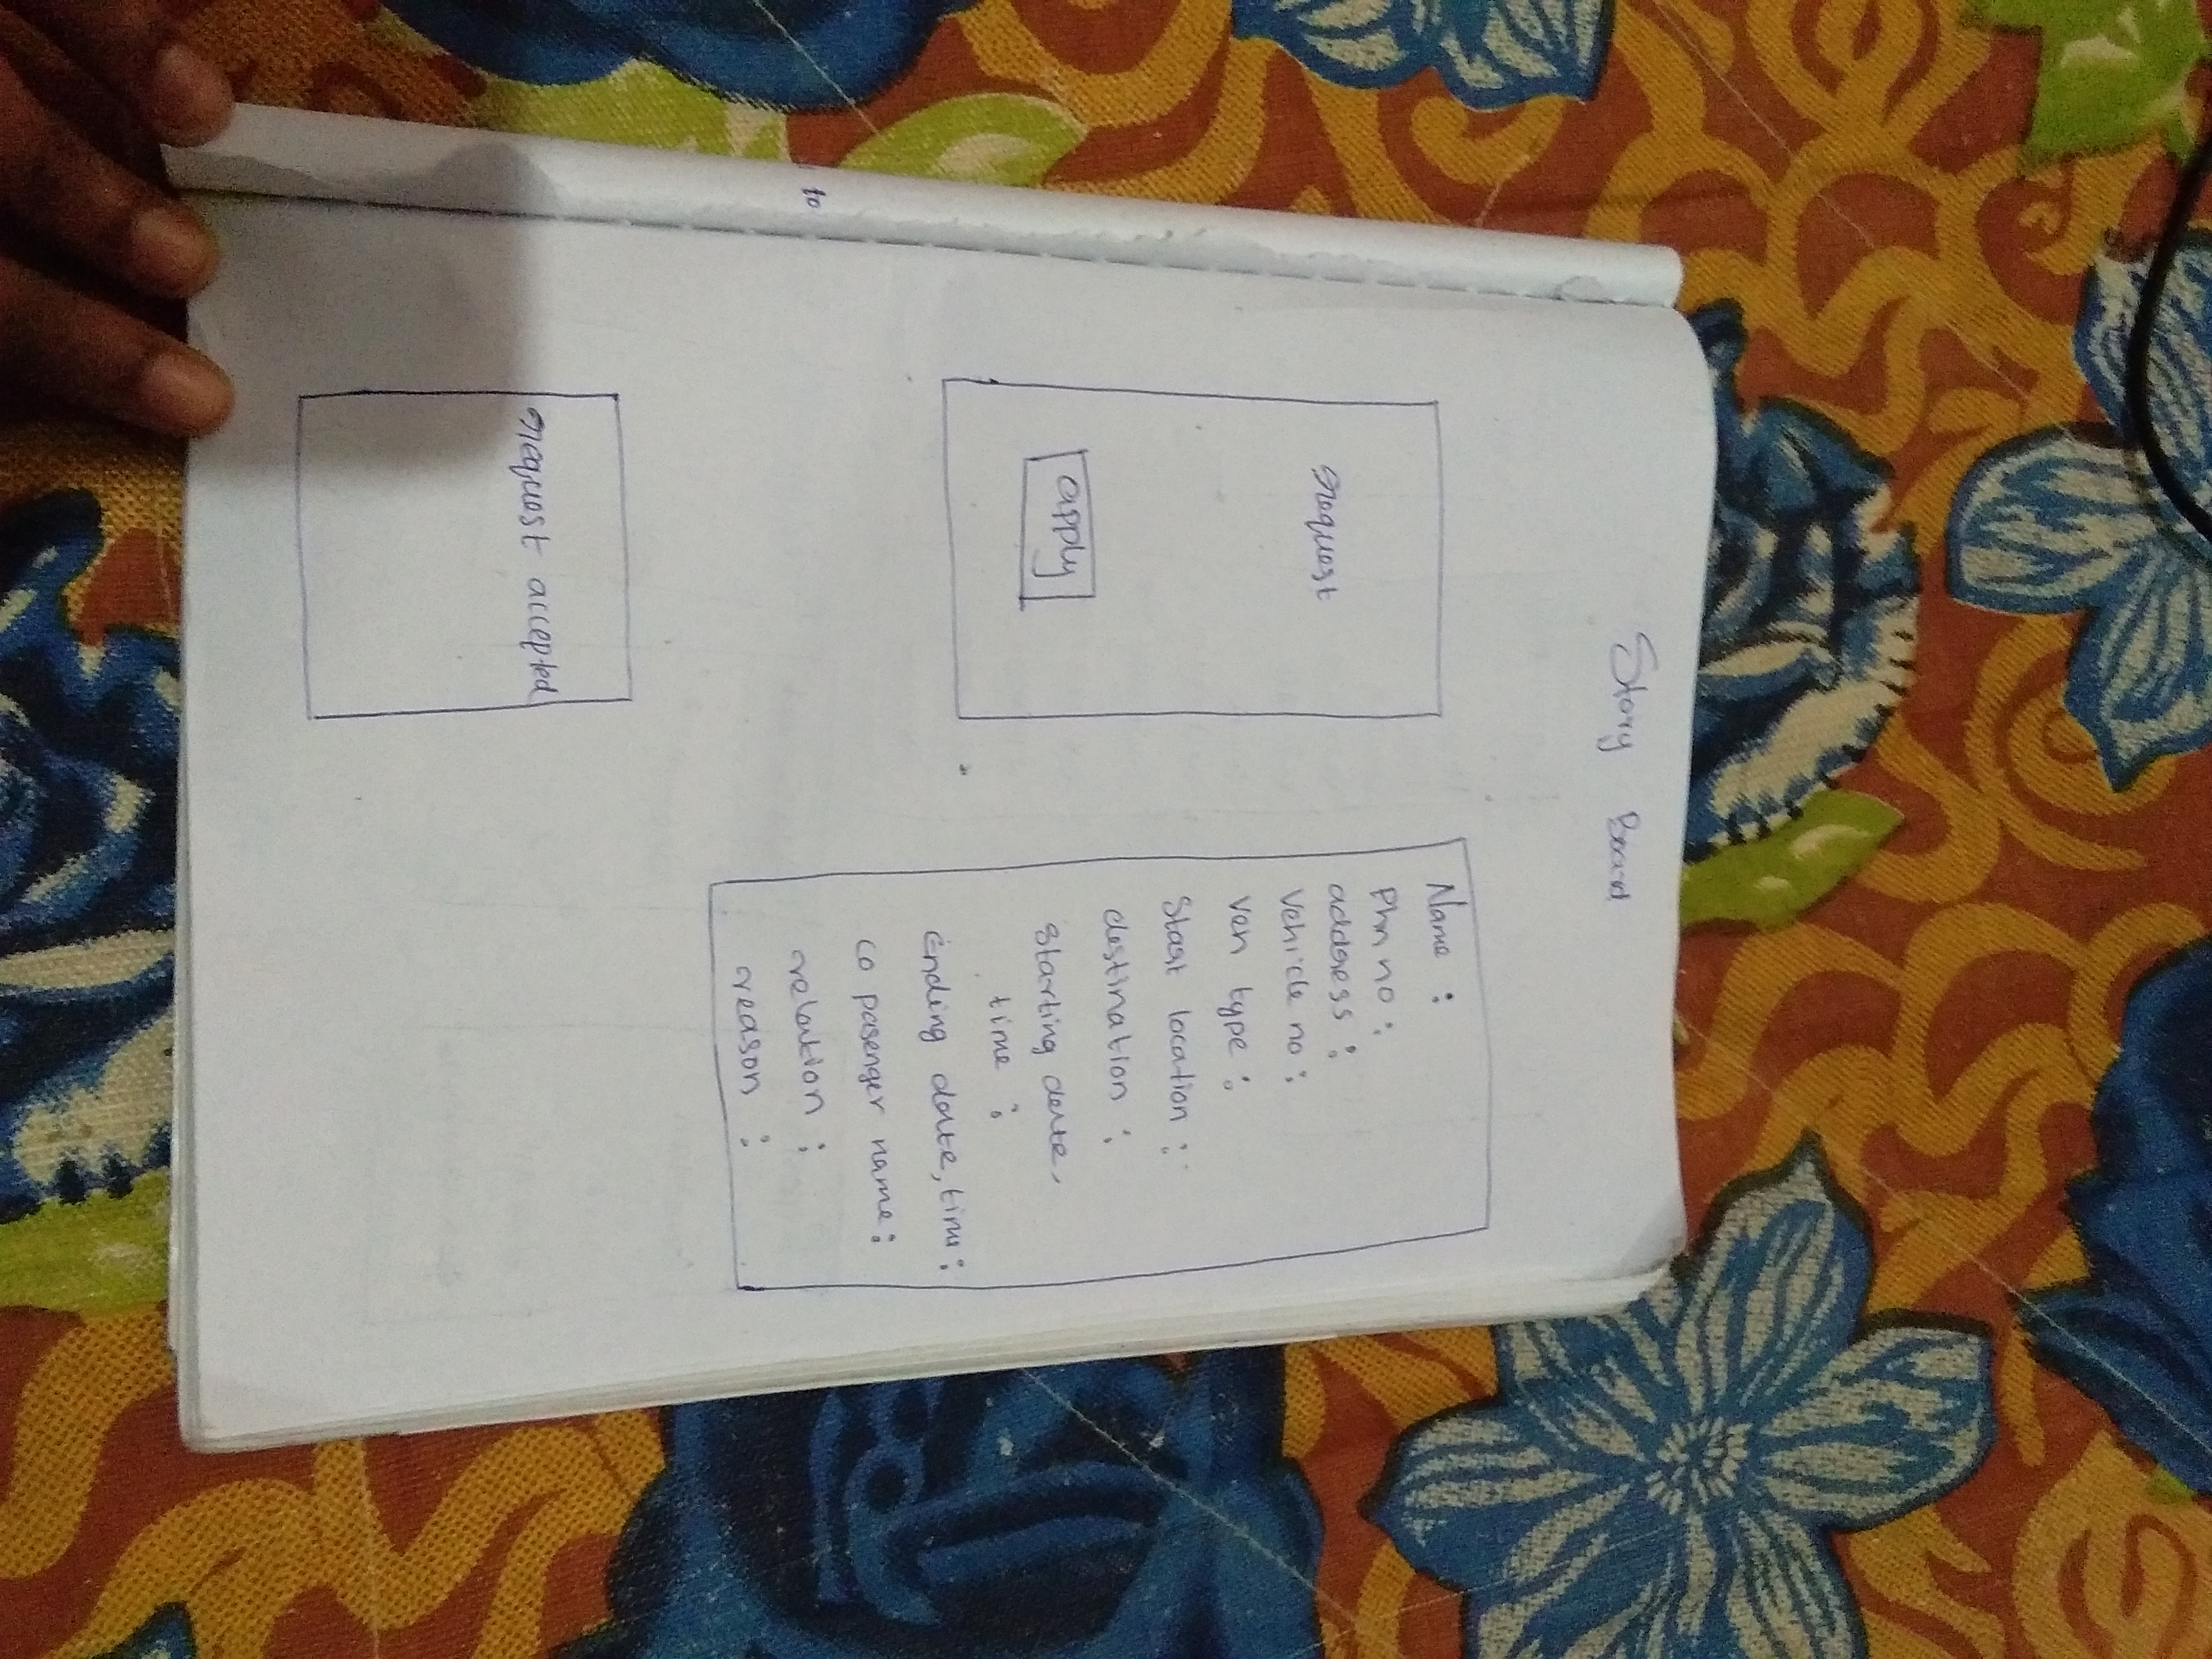 Story Board
request
apply
Name :
Phn no :
address :
Vehicle no :
Veh type :
Start location :
destination :
Starting date,
time :
Ending date, time :
co pasenger name :
relation :
reason :
request accepted
to